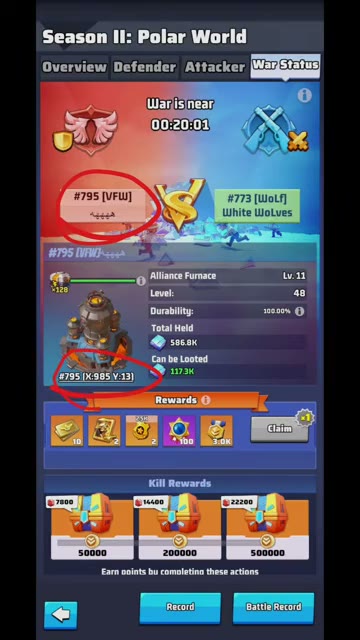 Season II: Polar World
Overview
Defender
Attacker
War Status
War is near
00:20:01
#795 [VFW]
#773 [WoLf]
White WoLves
#795 [VFW]
×128
Alliance Furnace
Lv. 11
Level:
48
Durability:
100.00%
Total Held
586.8K
Can be Looted
117.3K
#795 (X:985 Y:13)
Rewards
10
2
2
100
3.0K
×1
Claim
Kill Rewards
7800
14400
22200
50000
200000
500000
Earn points by completing these actions
Record
Battle Record